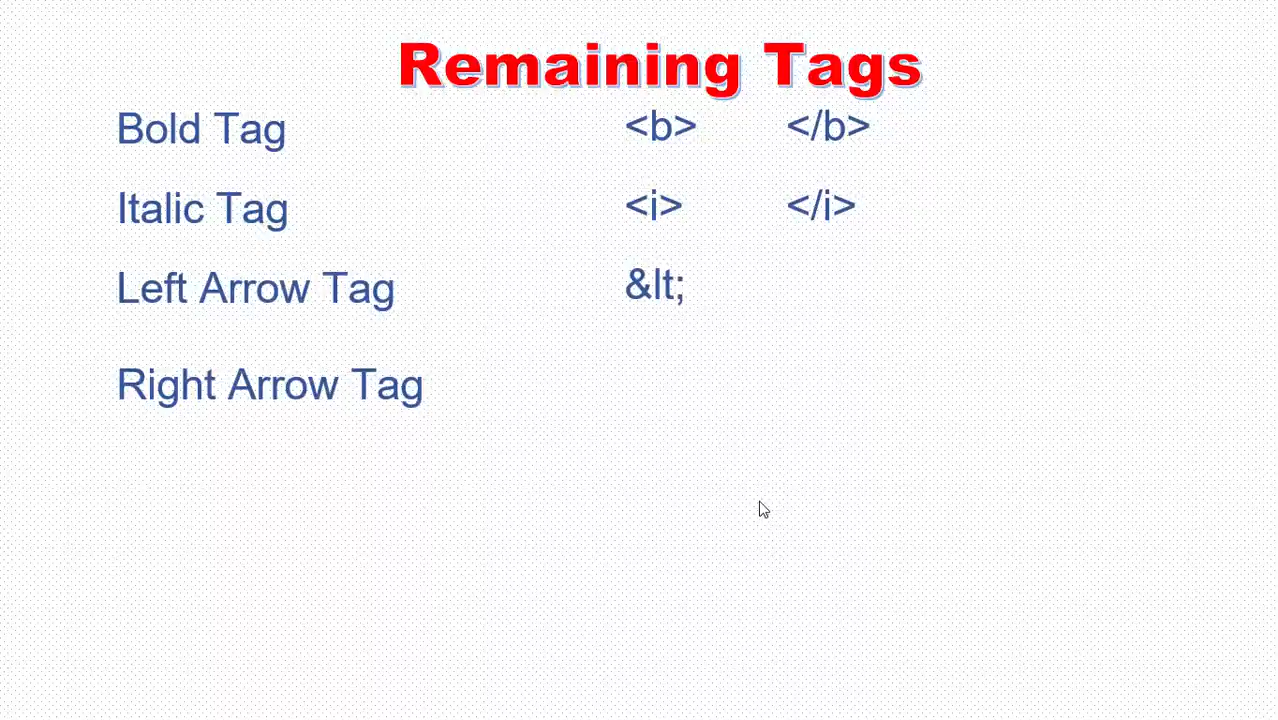 Remaining Tags
Bold Tag <b> </b>
Italic Tag <i> </i>
Left Arrow Tag &lt;
Right Arrow Tag